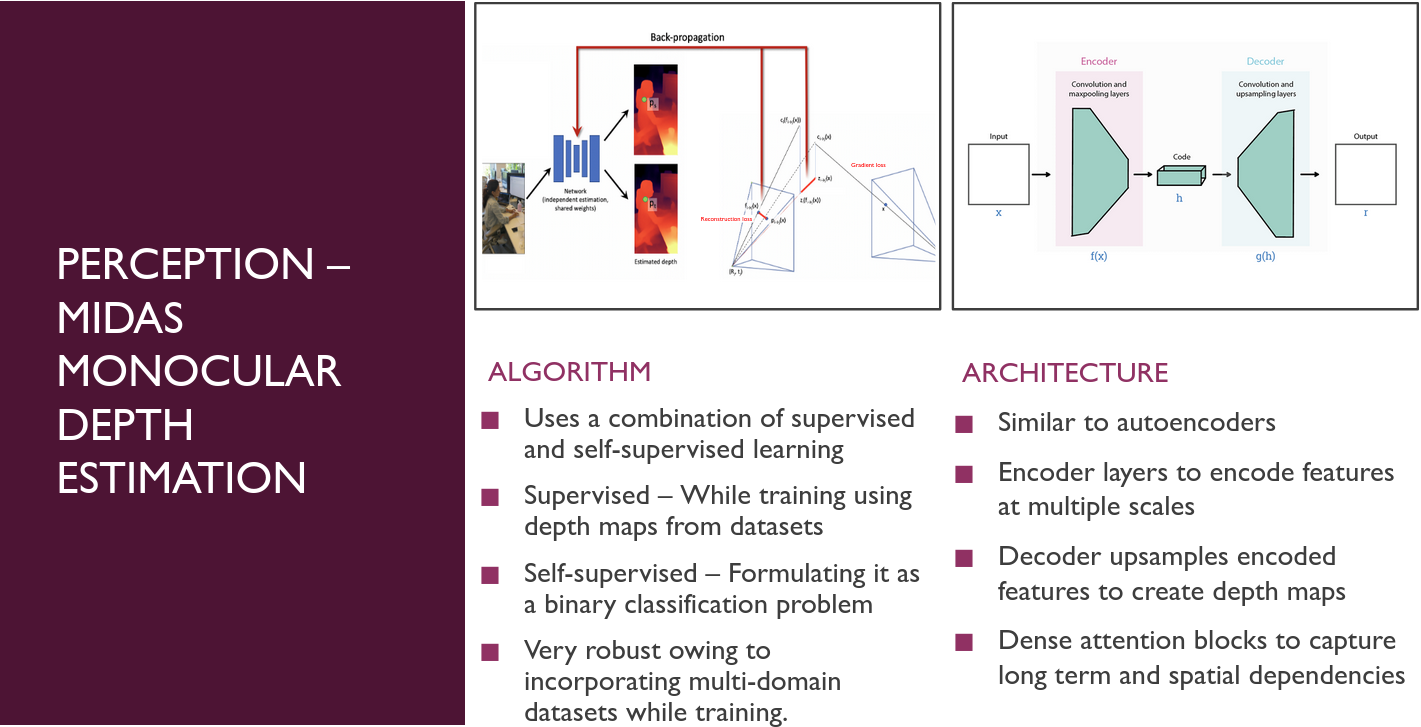 PERCEPTION –
MIDAS
MONOCULAR
DEPTH
ESTIMATION
Back-propagation
Network
(independent estimation,
shared weights)
Estimated depth
Reconstruction loss
Gradient loss
Encoder
Decoder
Convolution and
maxpooling layers
Convolution and
upsampling layers
Input
Code
Output
x
h
r
f(x)
g(h)
ALGORITHM
Uses a combination of supervised
and self-supervised learning
Supervised – While training using
depth maps from datasets
Self-supervised – Formulating it as
a binary classification problem
Very robust owing to
incorporating multi-domain
datasets while training.
ARCHITECTURE
Similar to autoencoders
Encoder layers to encode features
at multiple scales
Decoder upsamples encoded
features to create depth maps
Dense attention blocks to capture
long term and spatial dependencies